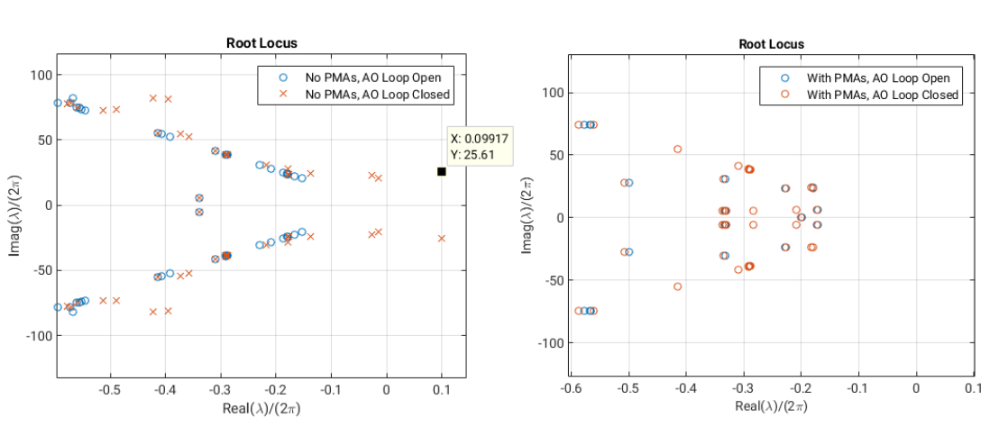 Root Locus
No PMAs, AO Loop Open
No PMAs, AO Loop Closed
X: 0.09917
Y: 25.61
100
50
0
-50
-100
Imag(λ)/(2π)
-0.5 -0.4 -0.3 -0.2 -0.1 0 0.1
Real(λ)/(2π)
Root Locus
With PMAs, AO Loop Open
With PMAs, AO Loop Closed
100
50
0
-50
-100
Imag(λ)/(2π)
-0.6 -0.5 -0.4 -0.3 -0.2 -0.1 0 0.1
Real(λ)/(2π)